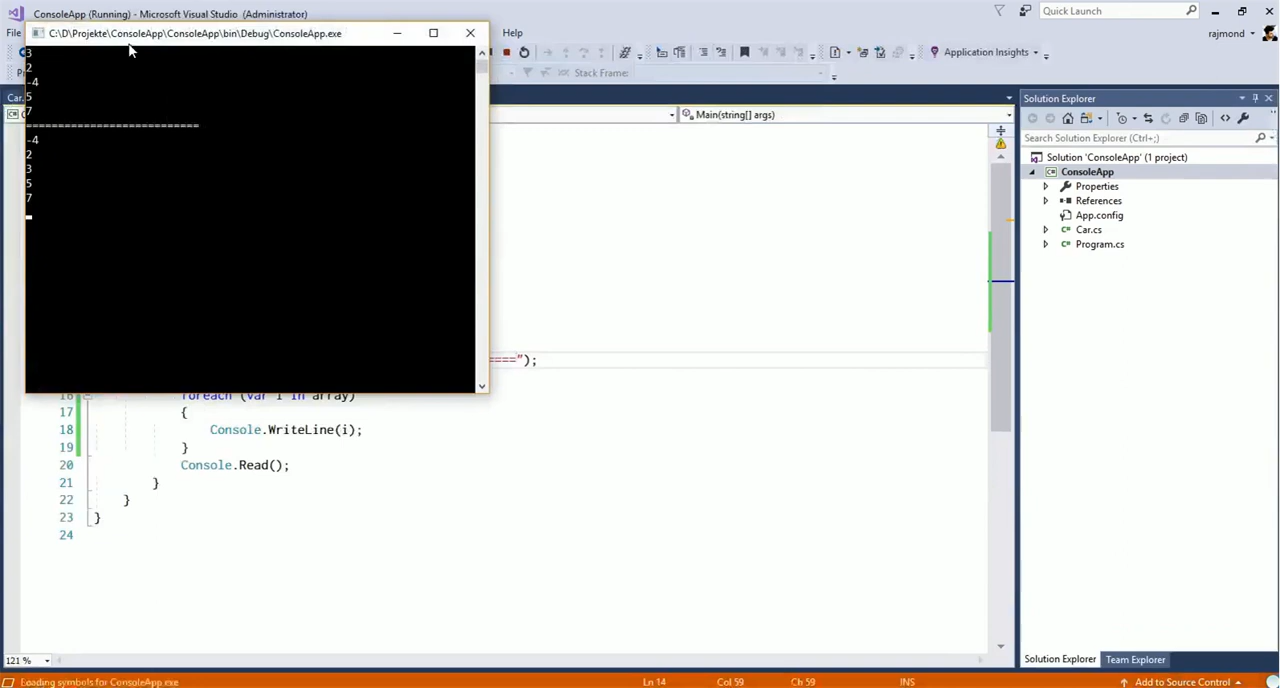 ConsoleApp (Running) - Microsoft Visual Studio (Administrator)
Quick Launch
C:\D\Projekte\ConsoleApp\ConsoleApp\bin\Debug\ConsoleApp.exe
Help
rajmond
Application Insights
Stack Frame:
3
2
-4
5
7
===========================
-4
2
3
5
7
Car.
Main(string[] args)
====");
16 foreach (var i in array)
17 {
18 Console.WriteLine(i);
19 }
20 Console.Read();
21 }
22 }
23 }
24
Solution Explorer
Search Solution Explorer (Ctrl+;)
Solution 'ConsoleApp' (1 project)
ConsoleApp
Properties
References
App.config
Car.cs
Program.cs
121 %
Solution Explorer Team Explorer
Loading symbols for ConsoleApp.exe
Ln 14 Col 59 Ch 59 INS
Add to Source Control